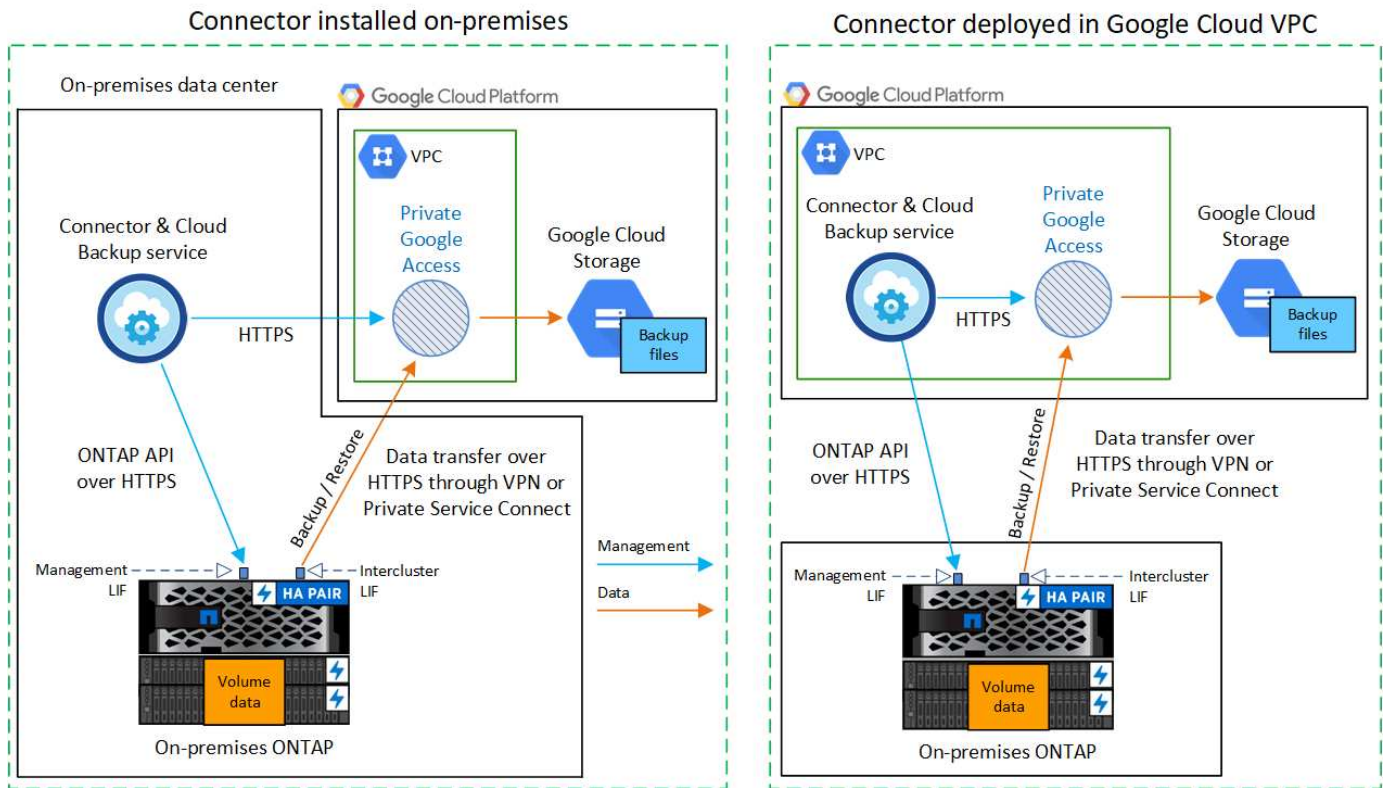 Connector installed on-premises
On-premises data center
Google Cloud Platform
VPC
Connector & Cloud
Backup service
Private
Google
Access
Google Cloud
Storage
HTTPS
Backup
files
ONTAP API
over HTTPS
Backup / Restore
Data transfer over
HTTPS through VPN or
Private Service Connect
Management
LIF
Intercluster
LIF
HA PAIR
Volume
data
On-premises ONTAP
Management
Data
Connector deployed in Google Cloud VPC
Google Cloud Platform
VPC
Connector & Cloud
Backup service
Private
Google
Access
Google Cloud
Storage
HTTPS
Backup
files
ONTAP API
over HTTPS
Backup / Restore
Data transfer over
HTTPS through VPN or
Private Service Connect
Management
LIF
Intercluster
LIF
HA PAIR
Volume
data
On-premises ONTAP